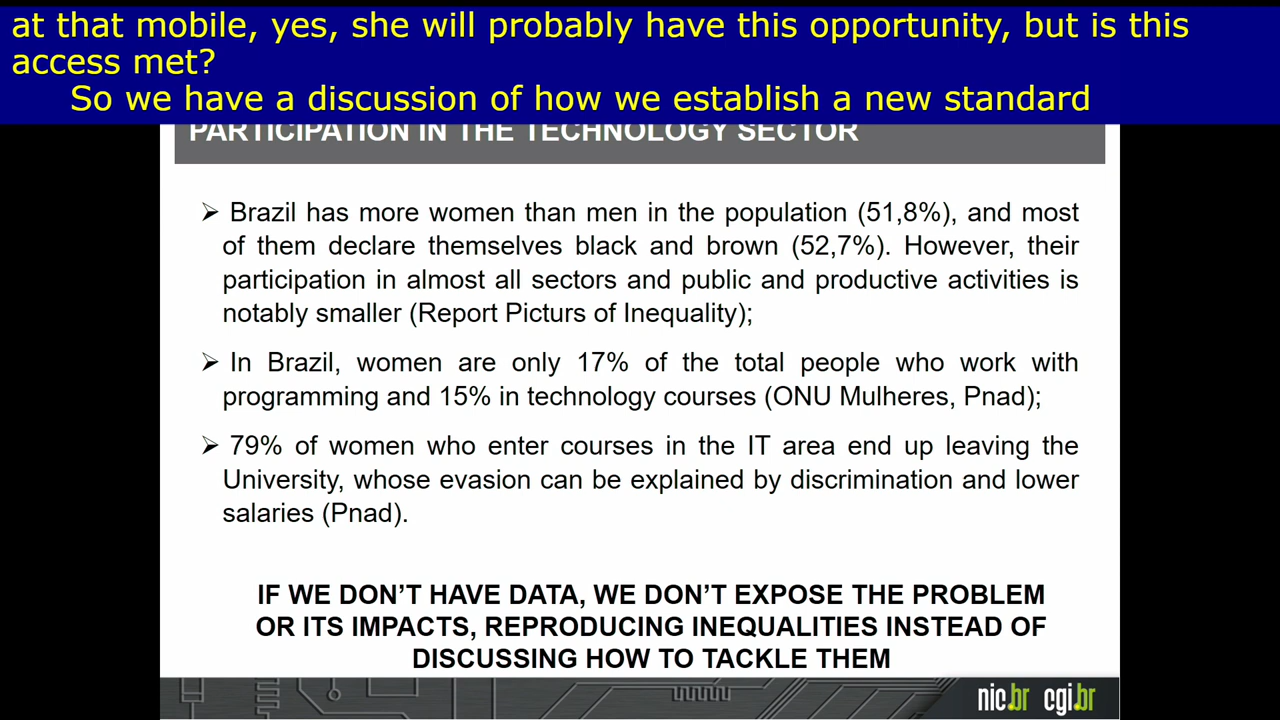 at that mobile, yes, she will probably have this opportunity, but is this
access met?
So we have a discussion of how we establish a new standard
PARTICIPATION IN THE TECHNOLOGY SECTOR
➢ Brazil has more women than men in the population (51,8%), and most
of them declare themselves black and brown (52,7%). However, their
participation in almost all sectors and public and productive activities is
notably smaller (Report Picturs of Inequality);
➢ In Brazil, women are only 17% of the total people who work with
programming and 15% in technology courses (ONU Mulheres, Pnad);
➢ 79% of women who enter courses in the IT area end up leaving the
University, whose evasion can be explained by discrimination and lower
salaries (Pnad).
IF WE DON'T HAVE DATA, WE DON'T EXPOSE THE PROBLEM
OR ITS IMPACTS, REPRODUCING INEQUALITIES INSTEAD OF
DISCUSSING HOW TO TACKLE THEM
nic.br cgi.br